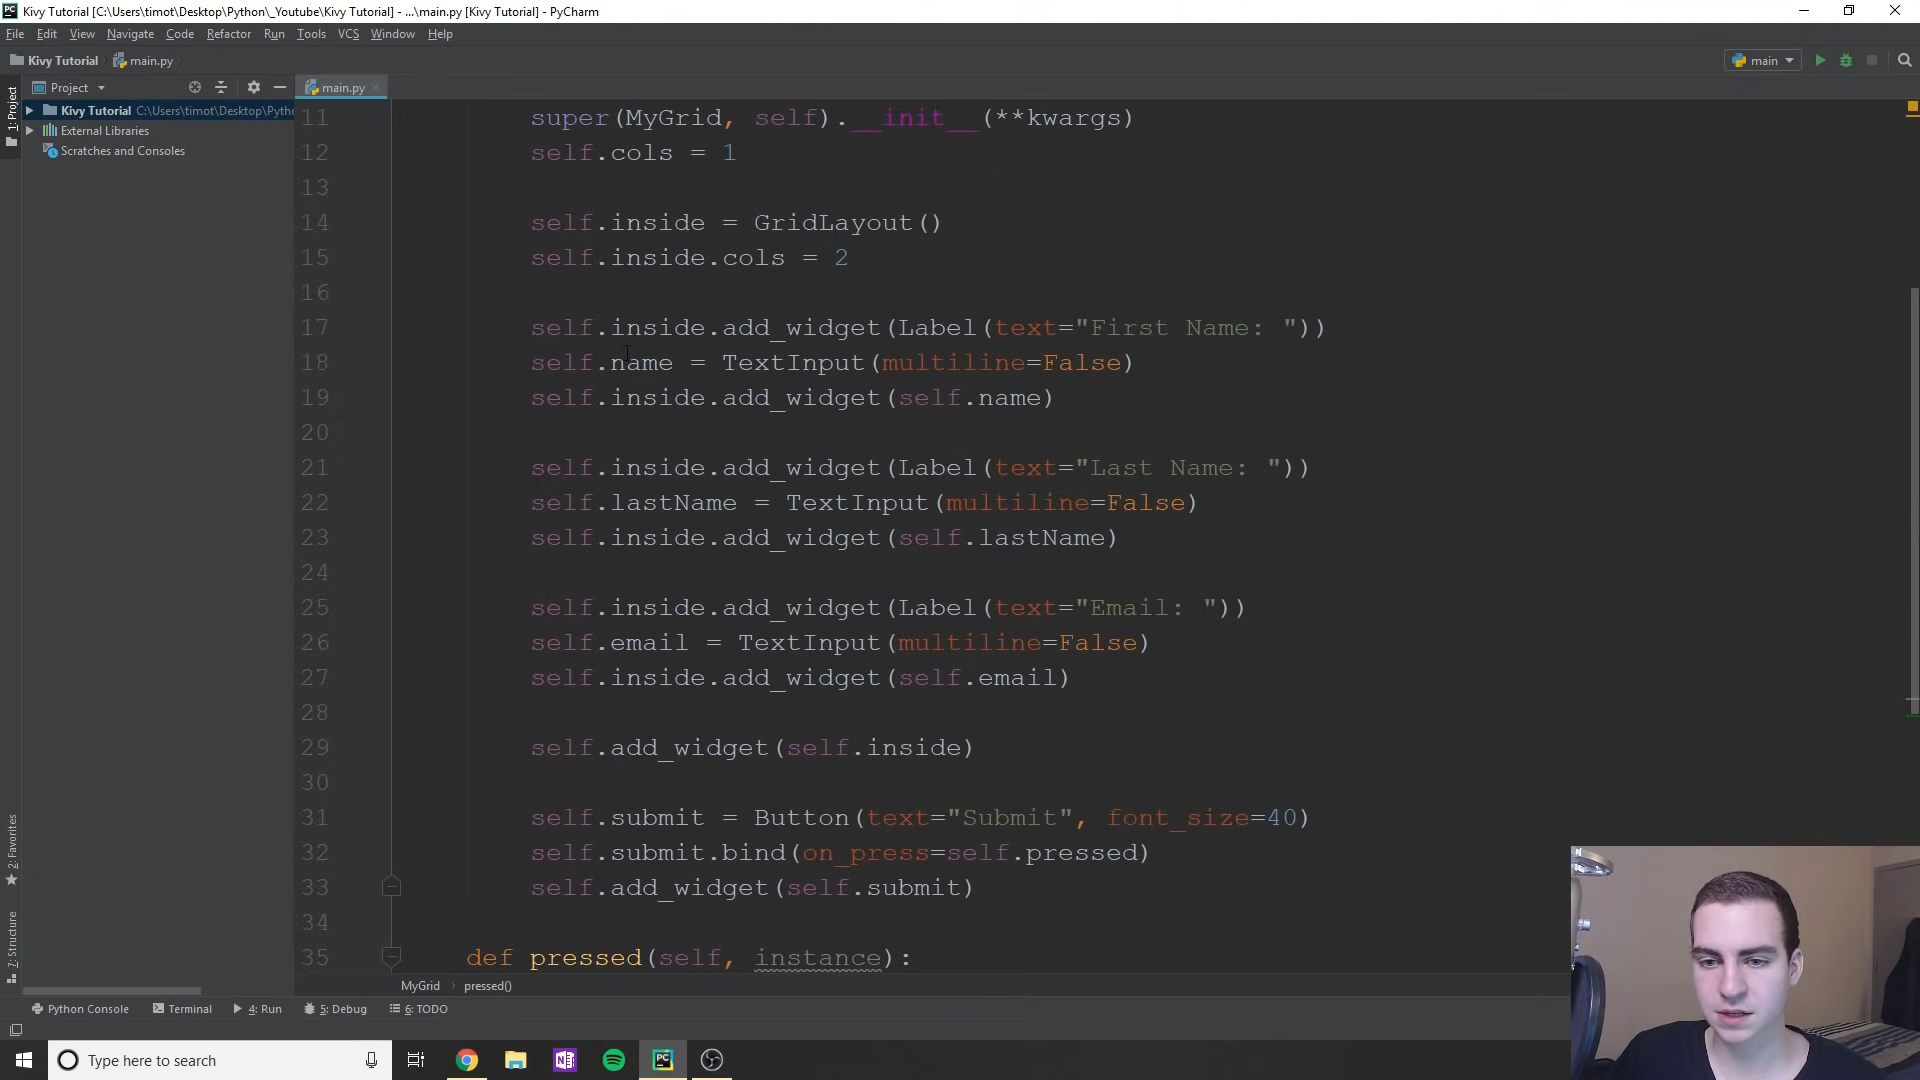 Kivy Tutorial [C:\Users\timot\Desktop\Python\_Youtube\Kivy Tutorial] - ...\main.py [Kivy Tutorial] - PyCharm
File Edit View Navigate Code Refactor Run Tools VCS Window Help
Kivy Tutorial main.py
main
Project
main.py
1: Project
Kivy Tutorial C:\Users\timot\Desktop\Pytho
External Libraries
Scratches and Consoles
11 super(MyGrid, self).__init__(**kwargs)
12 self.cols = 1
13
14 self.inside = GridLayout()
15 self.inside.cols = 2
16
17 self.inside.add_widget(Label(text="First Name: "))
18 self.name = TextInput(multiline=False)
19 self.inside.add_widget(self.name)
20
21 self.inside.add_widget(Label(text="Last Name: "))
22 self.lastName = TextInput(multiline=False)
23 self.inside.add_widget(self.lastName)
24
25 self.inside.add_widget(Label(text="Email: "))
26 self.email = TextInput(multiline=False)
27 self.inside.add_widget(self.email)
28
29 self.add_widget(self.inside)
30
31 self.submit = Button(text="Submit", font_size=40)
32 self.submit.bind(on_press=self.pressed)
33 self.add_widget(self.submit)
34
35 def pressed(self, instance):
2: Favorites
7: Structure
MyGrid pressed()
Python Console Terminal 4: Run 5: Debug 6: TODO
Type here to search